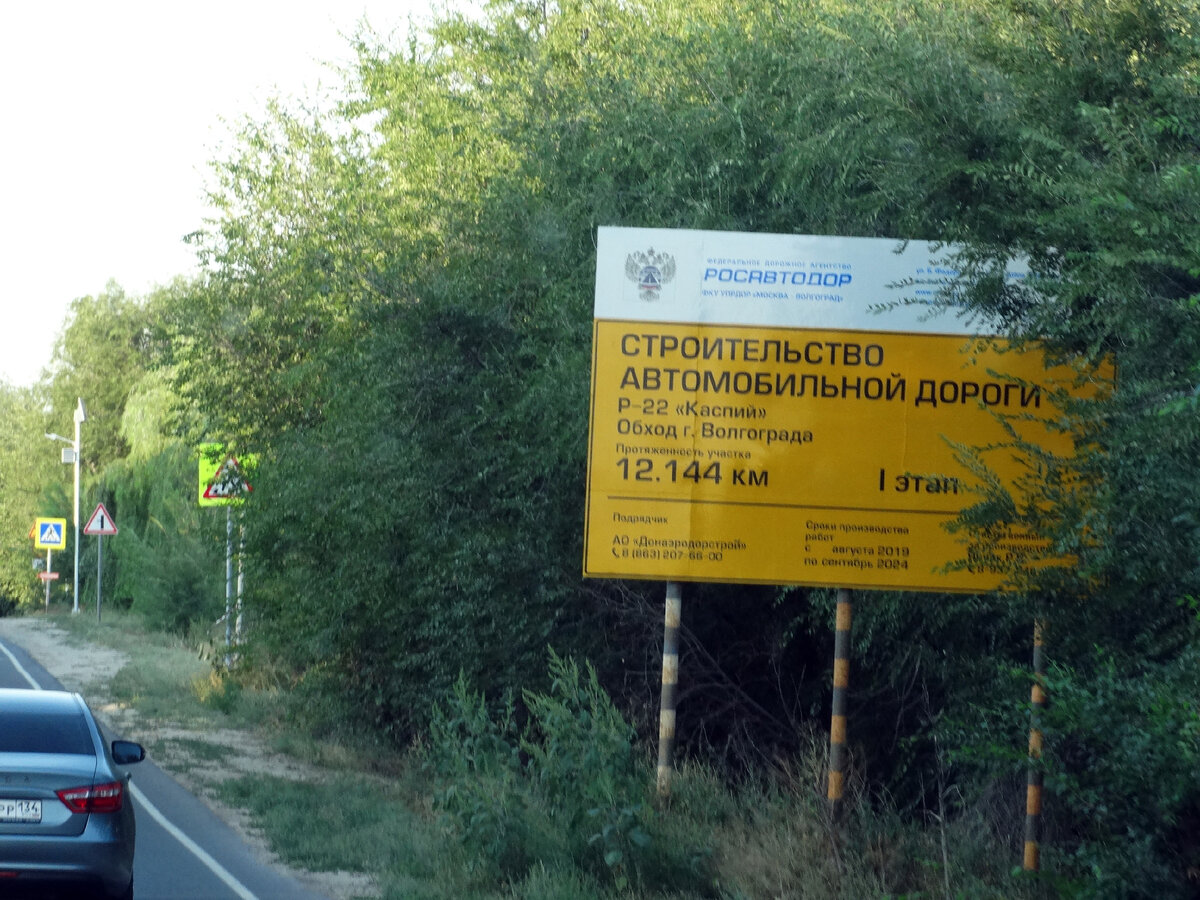 ФЕДЕРАЛЬНОЕ ДОРОЖНОЕ АГЕНТСТВО
РОСАВТОДОР
ФКУ УПРДОР «МОСКВА - ВОЛГОГРАД»
СТРОИТЕЛЬСТВО
АВТОМОБИЛЬНОЙ ДОРОГИ
Р-22 «Каспий»
Обход г. Волгограда
Протяженность участка
12.144 км
I этап
Подрядчик
АО «Донаэродорстрой»
8 (863) 207-66-00
Сроки производства
работ
с августа 2019
по сентябрь 2024
134